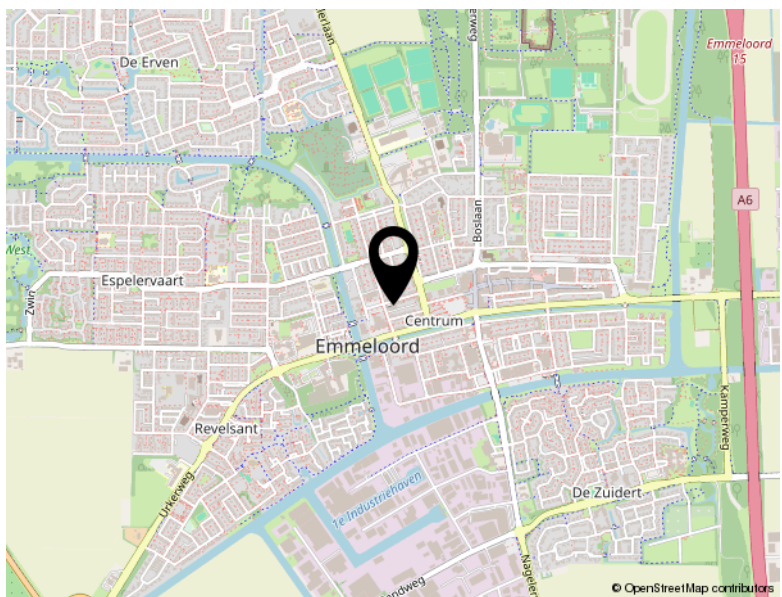 De Erven
Emmeloord
15
A6
Boslaan
West
Espelervaart
Zwin
Centrum
Emmeloord
Kamperweg
Revelsant
Urkerweg
De Zuidert
1e Industriehaven
© OpenStreetMap contributors